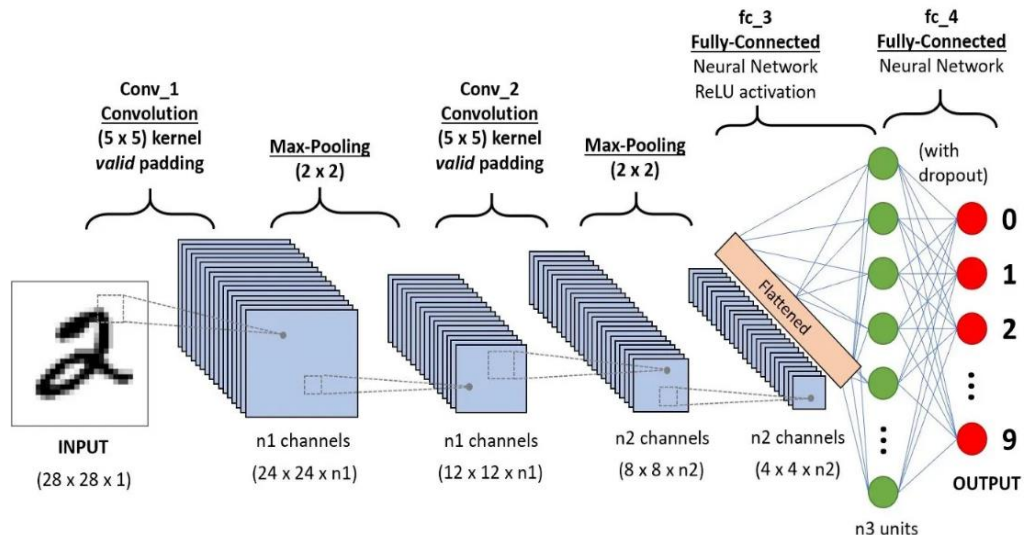 fc_3
Fully-Connected
Neural Network
ReLU activation
fc_4
Fully-Connected
Neural Network
Conv_1
Convolution
(5 x 5) kernel
valid padding
Max-Pooling
(2 x 2)
Conv_2
Convolution
(5 x 5) kernel
valid padding
Max-Pooling
(2 x 2)
(with
dropout)
Flattened
0
1
2
9
INPUT
(28 x 28 x 1)
n1 channels
(24 x 24 x n1)
n1 channels
(12 x 12 x n1)
n2 channels
(8 x 8 x n2)
n2 channels
(4 x 4 x n2)
OUTPUT
n3 units
2